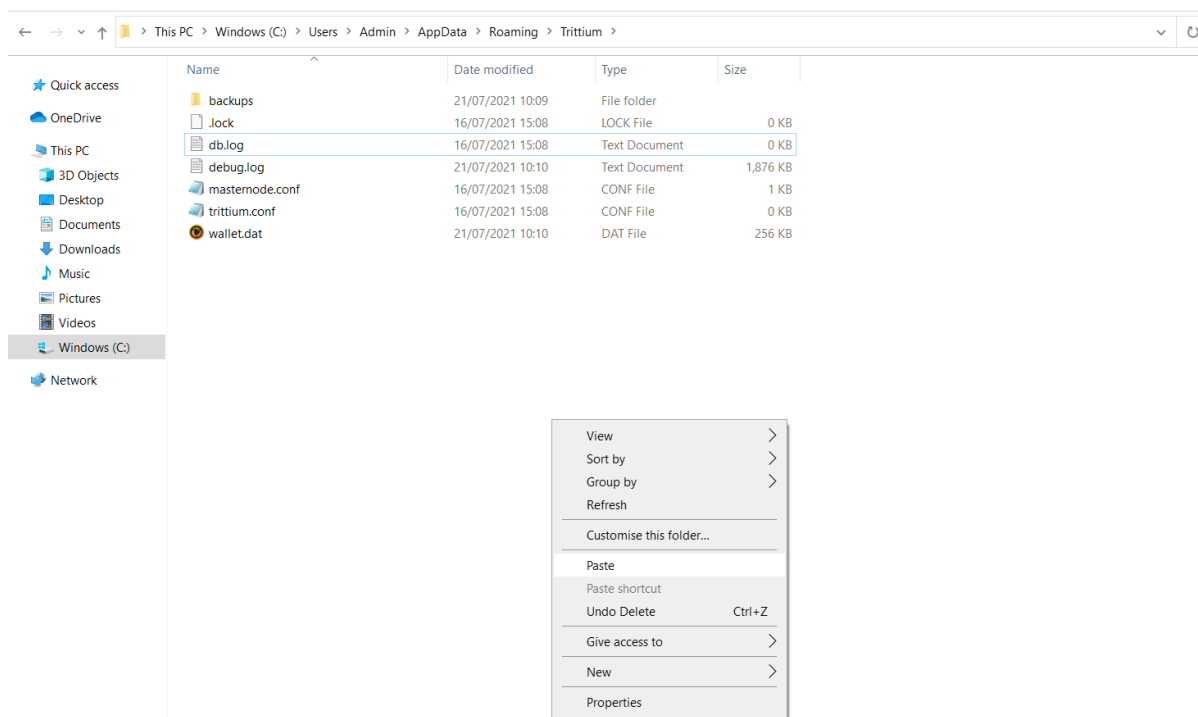 This PC > Windows (C:) > Users > Admin > AppData > Roaming > Trittium >
Name Date modified Type Size
Quick access
OneDrive
This PC
3D Objects
Desktop
Documents
Downloads
Music
Pictures
Videos
Windows (C:)
Network
backups 21/07/2021 10:09 File folder
.lock 16/07/2021 15:08 LOCK File 0 KB
db.log 16/07/2021 15:08 Text Document 0 KB
debug.log 21/07/2021 10:10 Text Document 1,876 KB
masternode.conf 16/07/2021 15:08 CONF File 1 KB
trittium.conf 16/07/2021 15:08 CONF File 0 KB
wallet.dat 21/07/2021 10:10 DAT File 256 KB
View
Sort by
Group by
Refresh
Customise this folder...
Paste
Paste shortcut
Undo Delete Ctrl+Z
Give access to
New
Properties